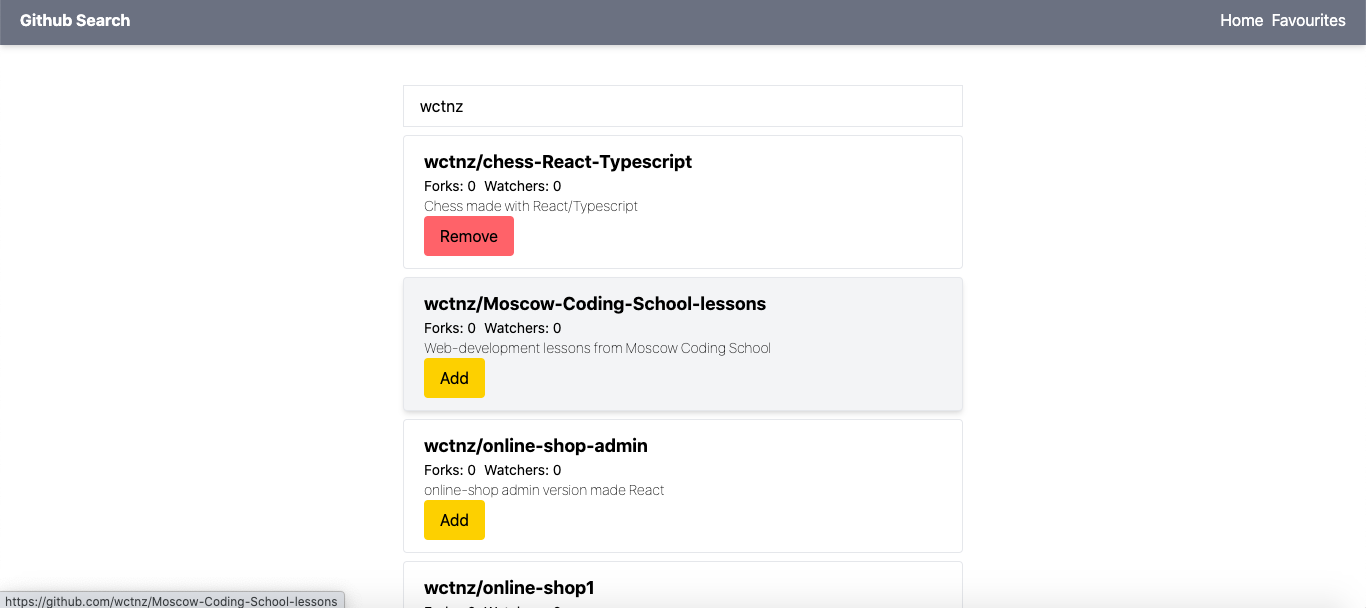 Github Search
Home Favourites
wctnz
wctnz/chess-React-Typescript
Forks: 0 Watchers: 0
Chess made with React/Typescript
Remove
wctnz/Moscow-Coding-School-lessons
Forks: 0 Watchers: 0
Web-development lessons from Moscow Coding School
Add
wctnz/online-shop-admin
Forks: 0 Watchers: 0
online-shop admin version made React
Add
wctnz/online-shop1
https://github.com/wctnz/Moscow-Coding-School-lessons